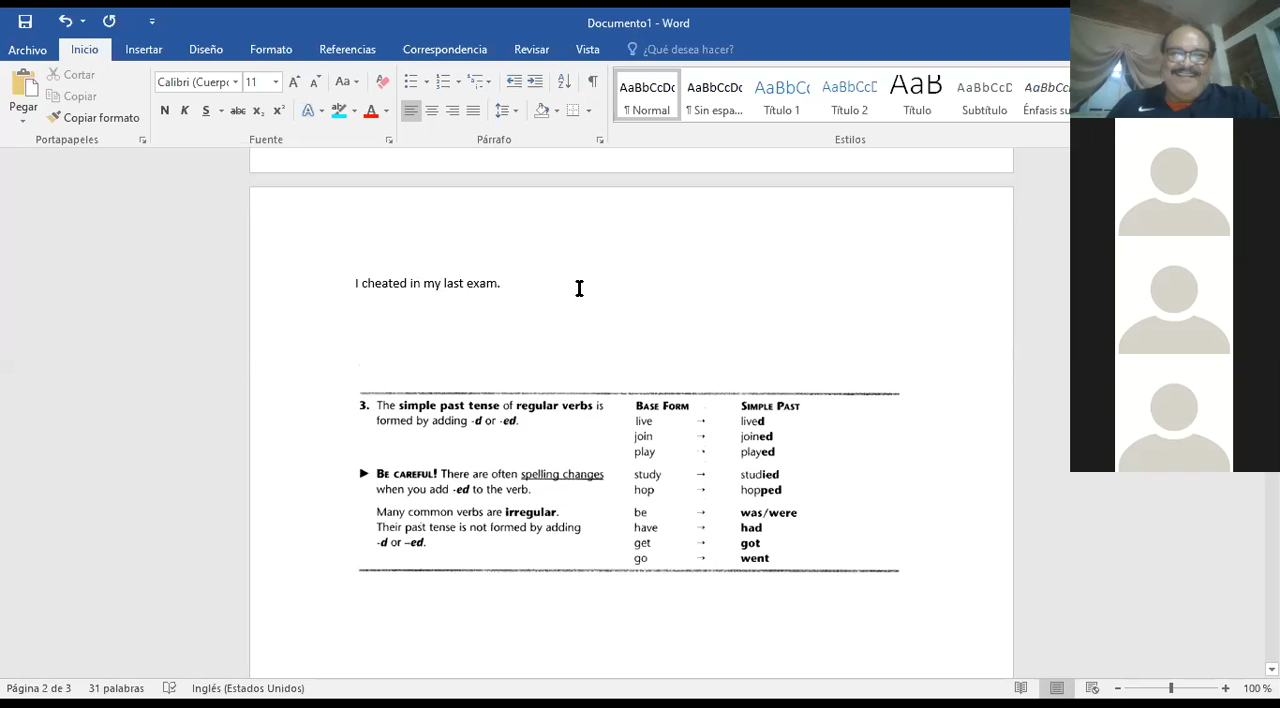 Documento1 - Word
Archivo Inicio Insertar Diseño Formato Referencias Correspondencia Revisar Vista ¿Qué desea hacer?
Pegar
Cortar
Copiar
Copiar formato
Portapapeles
Calibri (Cuerpo 11
Aa
N K S abc x₂ x² A A
Fuente
Párrafo
AaBbCcDc AaBbCcDc AaBbCc AaBbCcD AaB AaBbCcD AaBbCcDc
¶ Normal ¶ Sin espa... Título 1 Título 2 Título Subtítulo Énfasis su
Estilos
I cheated in my last exam.
3. The simple past tense of regular verbs is BASE FORM SIMPLE PAST
formed by adding -d or -ed. live → lived
join → joined
play → played
► BE CAREFUL! There are often spelling changes study → studied
when you add -ed to the verb. hop → hopped
Many common verbs are irregular. be → was/were
Their past tense is not formed by adding have → had
-d or –ed. get → got
go → went
Página 2 de 3 31 palabras Inglés (Estados Unidos) 100 %